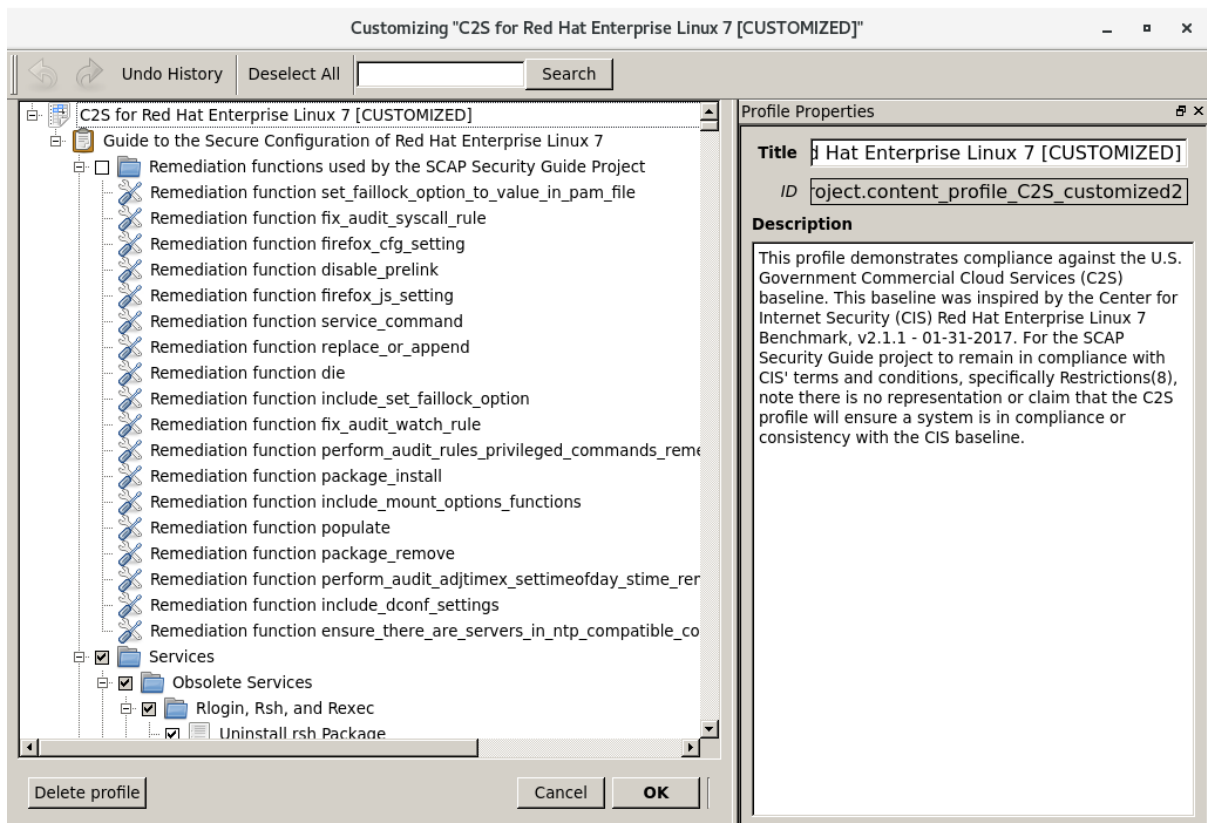 Customizing "C2S for Red Hat Enterprise Linux 7 [CUSTOMIZED]"
Undo History
Deselect All
Search
C2S for Red Hat Enterprise Linux 7 [CUSTOMIZED]
Guide to the Secure Configuration of Red Hat Enterprise Linux 7
Remediation functions used by the SCAP Security Guide Project
Remediation function set_faillock_option_to_value_in_pam_file
Remediation function fix_audit_syscall_rule
Remediation function firefox_cfg_setting
Remediation function disable_prelink
Remediation function firefox_js_setting
Remediation function service_command
Remediation function replace_or_append
Remediation function die
Remediation function include_set_faillock_option
Remediation function fix_audit_watch_rule
Remediation function perform_audit_rules_privileged_commands_reme
Remediation function package_install
Remediation function include_mount_options_functions
Remediation function populate
Remediation function package_remove
Remediation function perform_audit_adjtimex_settimeofday_stime_rer
Remediation function include_dconf_settings
Remediation function ensure_there_are_servers_in_ntp_compatible_co
Services
Obsolete Services
Rlogin, Rsh, and Rexec
Uninstall rsh Package
Delete profile
Cancel
OK
Profile Properties
Title
d Hat Enterprise Linux 7 [CUSTOMIZED]
ID
roject.content_profile_C2S_customized2
Description
This profile demonstrates compliance against the U.S.
Government Commercial Cloud Services (C2S)
baseline. This baseline was inspired by the Center for
Internet Security (CIS) Red Hat Enterprise Linux 7
Benchmark, v2.1.1 - 01-31-2017. For the SCAP
Security Guide project to remain in compliance with
CIS' terms and conditions, specifically Restrictions(8),
note there is no representation or claim that the C2S
profile will ensure a system is in compliance or
consistency with the CIS baseline.